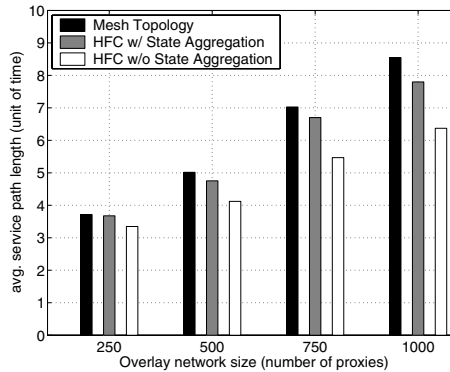 10
9
8
7
6
5
4
3
2
1
0
avg. service path length (unit of time)
Mesh Topology
HFC w/ State Aggregation
HFC w/o State Aggregation
250 500 750 1000
Overlay network size (number of proxies)